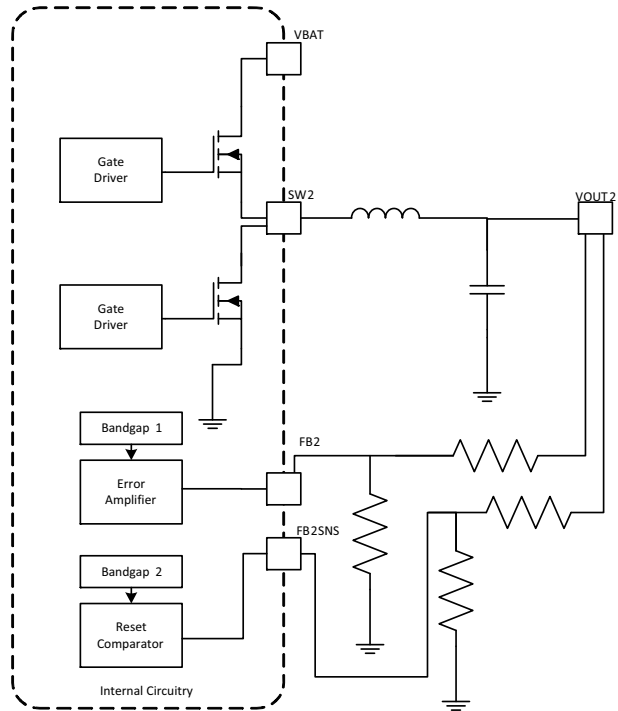 VBAT
Gate
Driver
SW2
VOUT2
Gate
Driver
Bandgap 1
FB2
Error
Amplifier
FB2SNS
Bandgap 2
Reset
Comparator
Internal Circuitry